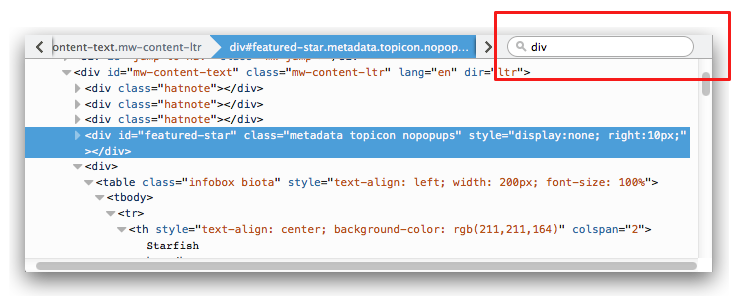 ontent-text.mw-content-ltr div#featured-star.metadata.topicon.nopop... div
<div id="mw-content-text" class="mw-content-ltr" lang="en" dir="ltr">
<div class="hatnote"></div>
<div class="hatnote"></div>
<div class="hatnote"></div>
<div id="featured-star" class="metadata topicon nopopups" style="display:none; right:10px;"
></div>
<div>
<table class="infobox biota" style="text-align: left; width: 200px; font-size: 100%">
<tbody>
<tr>
<th style="text-align: center; background-color: rgb(211,211,164)" colspan="2">
Starfish